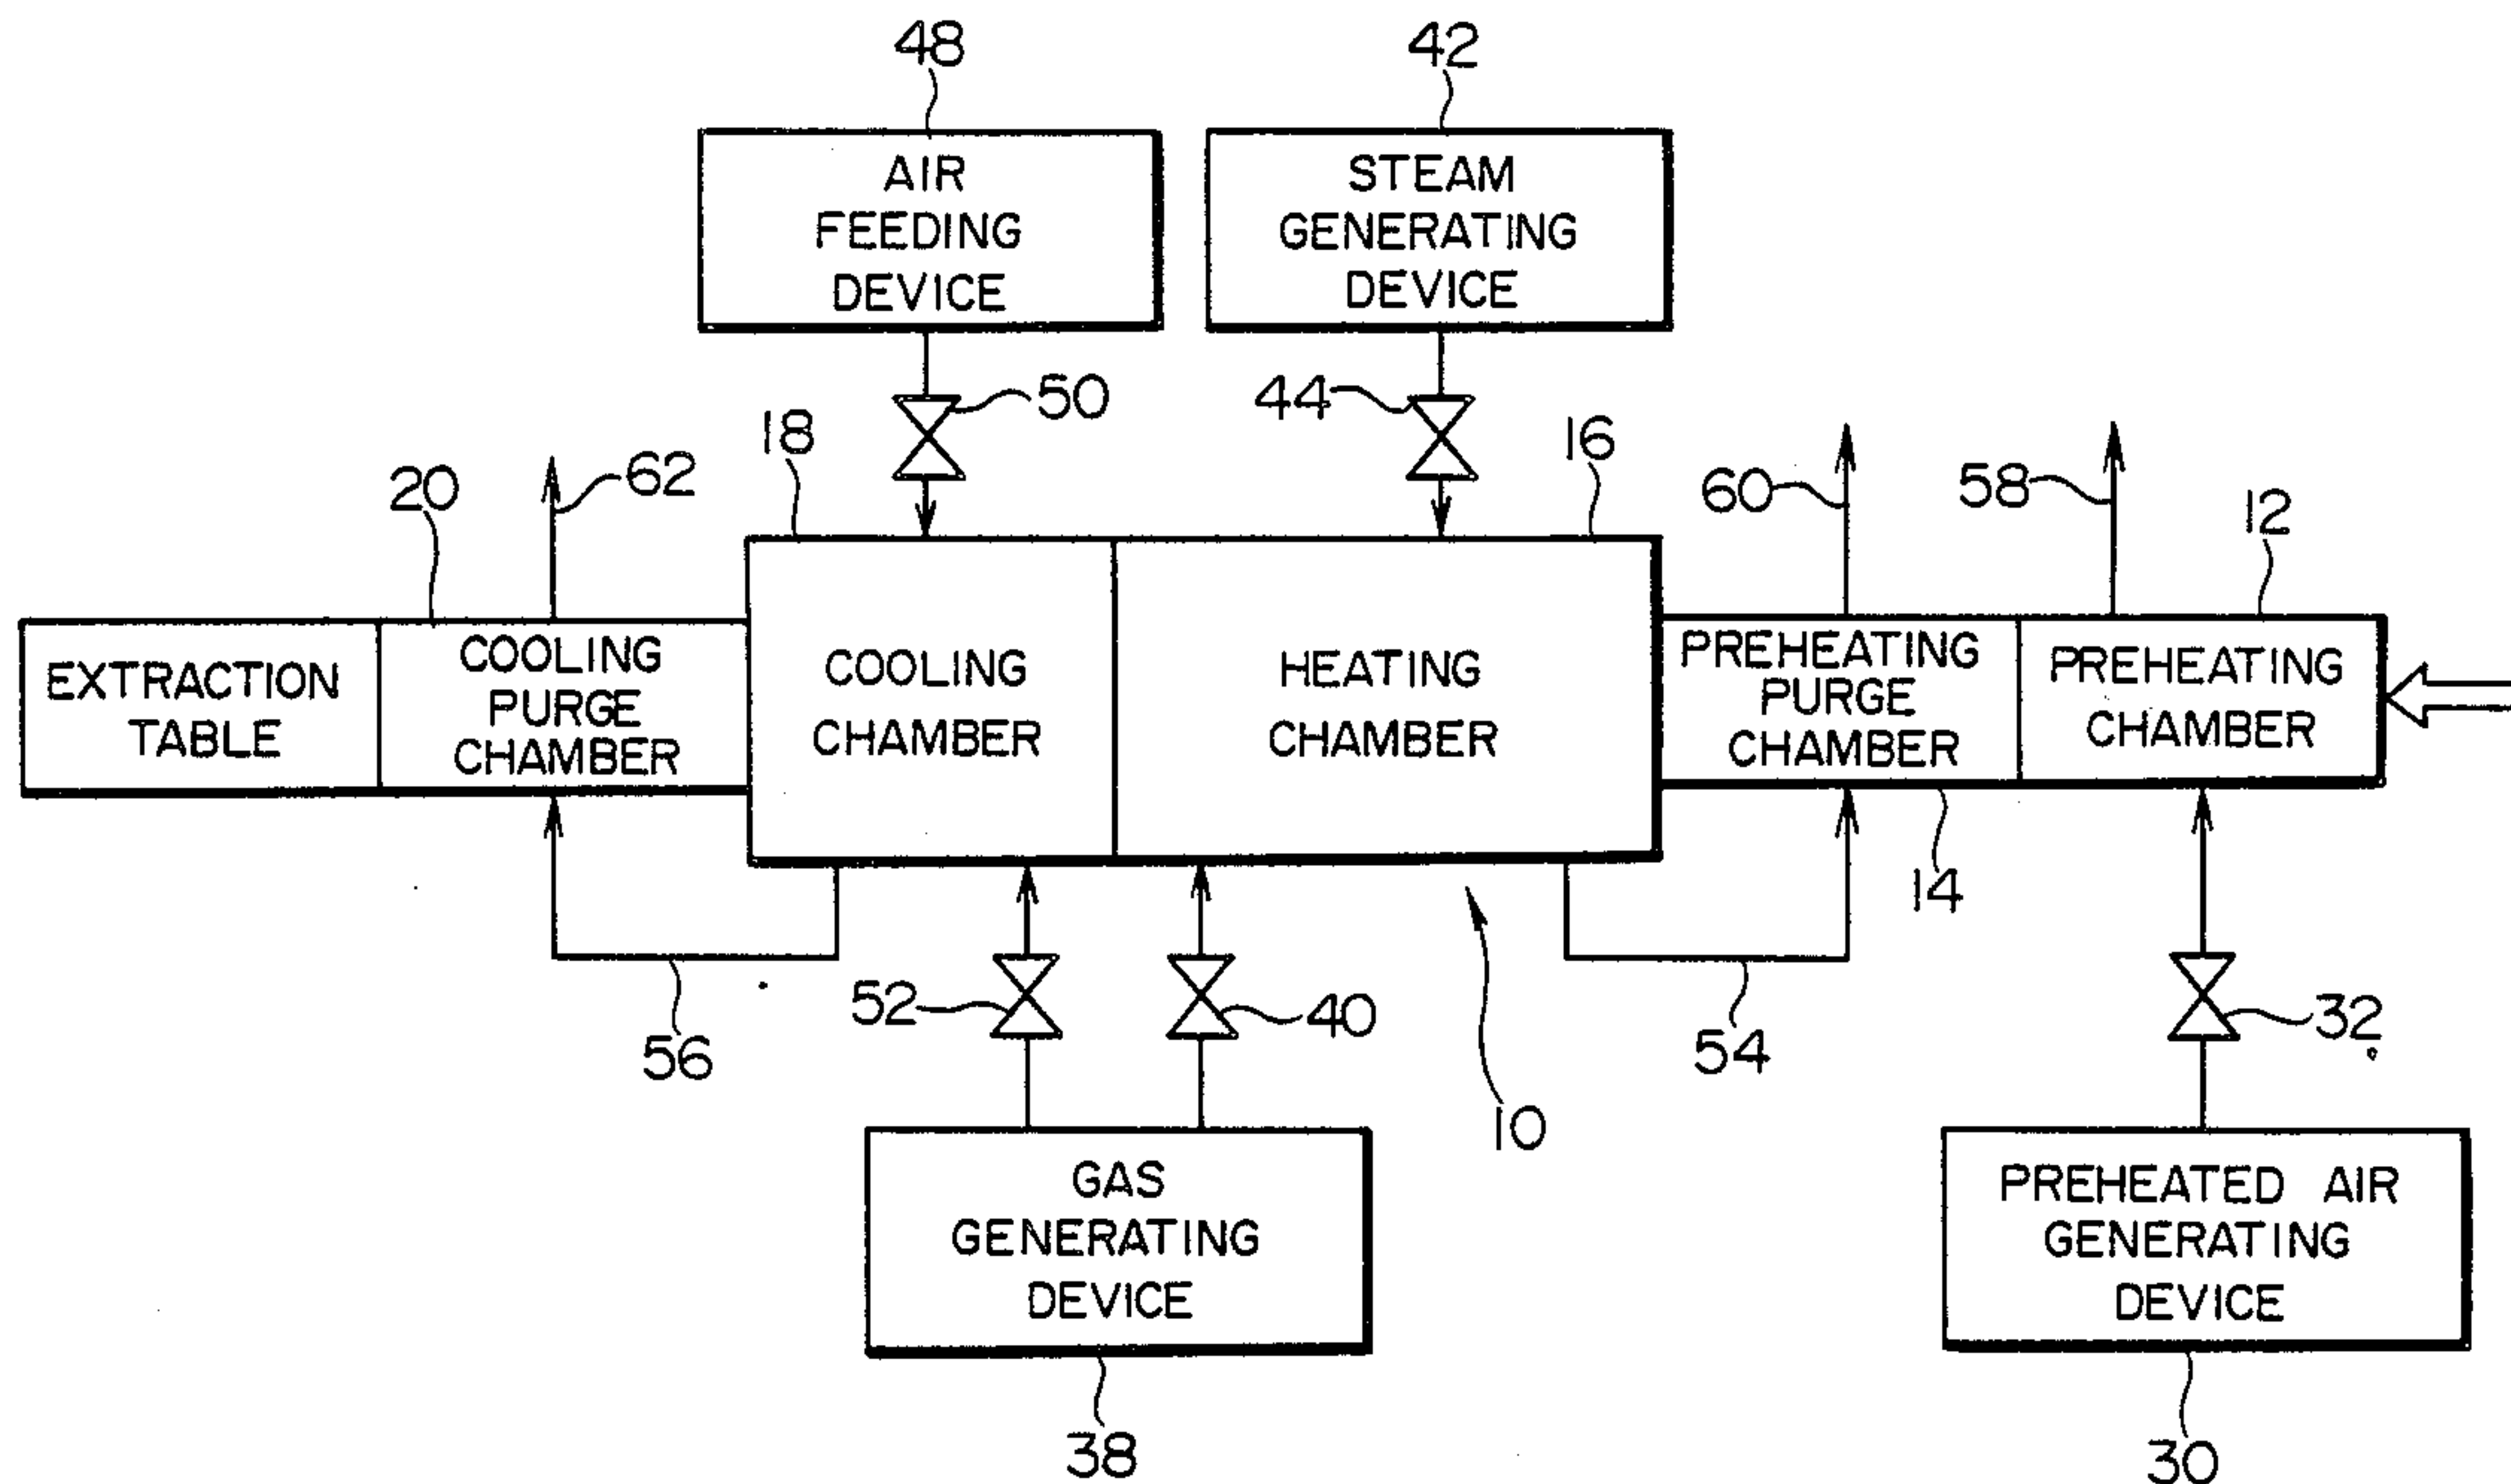 48
42
AIR
FEEDING
DEVICE
STEAM
GENERATING
DEVICE
50
44
18
16
20
62
60
58
12
EXTRACTION
TABLE
COOLING
PURGE
CHAMBER
COOLING
CHAMBER
HEATING
CHAMBER
PREHEATING
PURGE
CHAMBER
PREHEATING
CHAMBER
14
52
40
32
56
54
10
GAS
GENERATING
DEVICE
PREHEATED AIR
GENERATING
DEVICE
38
30